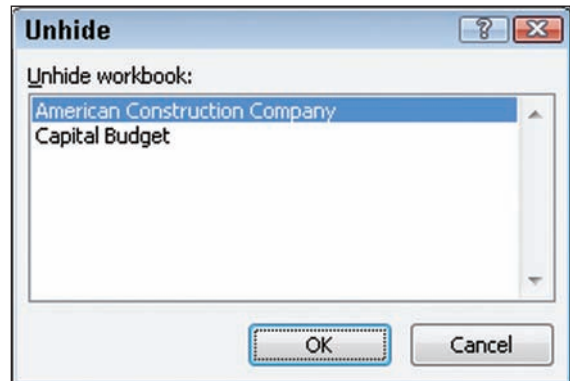 Unhide
?
Unhide workbook:
American Construction Company
Capital Budget
OK
Cancel